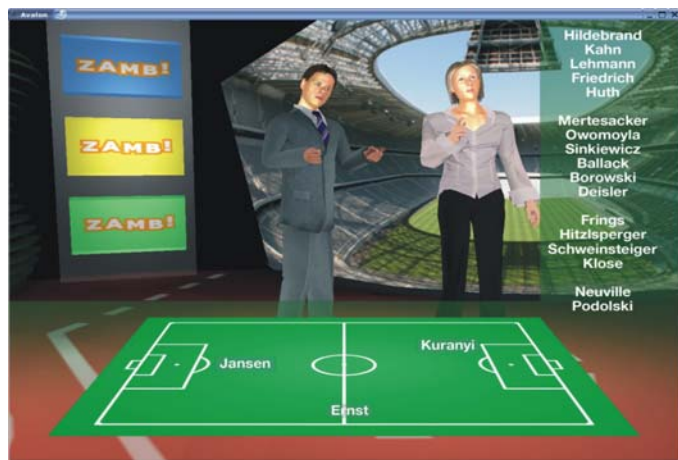 Avalon
ZAMB!
ZAMB!
ZAMB!
Hildebrand
Kahn
Lehmann
Friedrich
Huth
Mertesacker
Owomoyla
Sinkiewicz
Ballack
Borowski
Deisler
Frings
Hitzlsperger
Schweinsteiger
Klose
Neuville
Podolski
Jansen
Kuranyi
Ernst